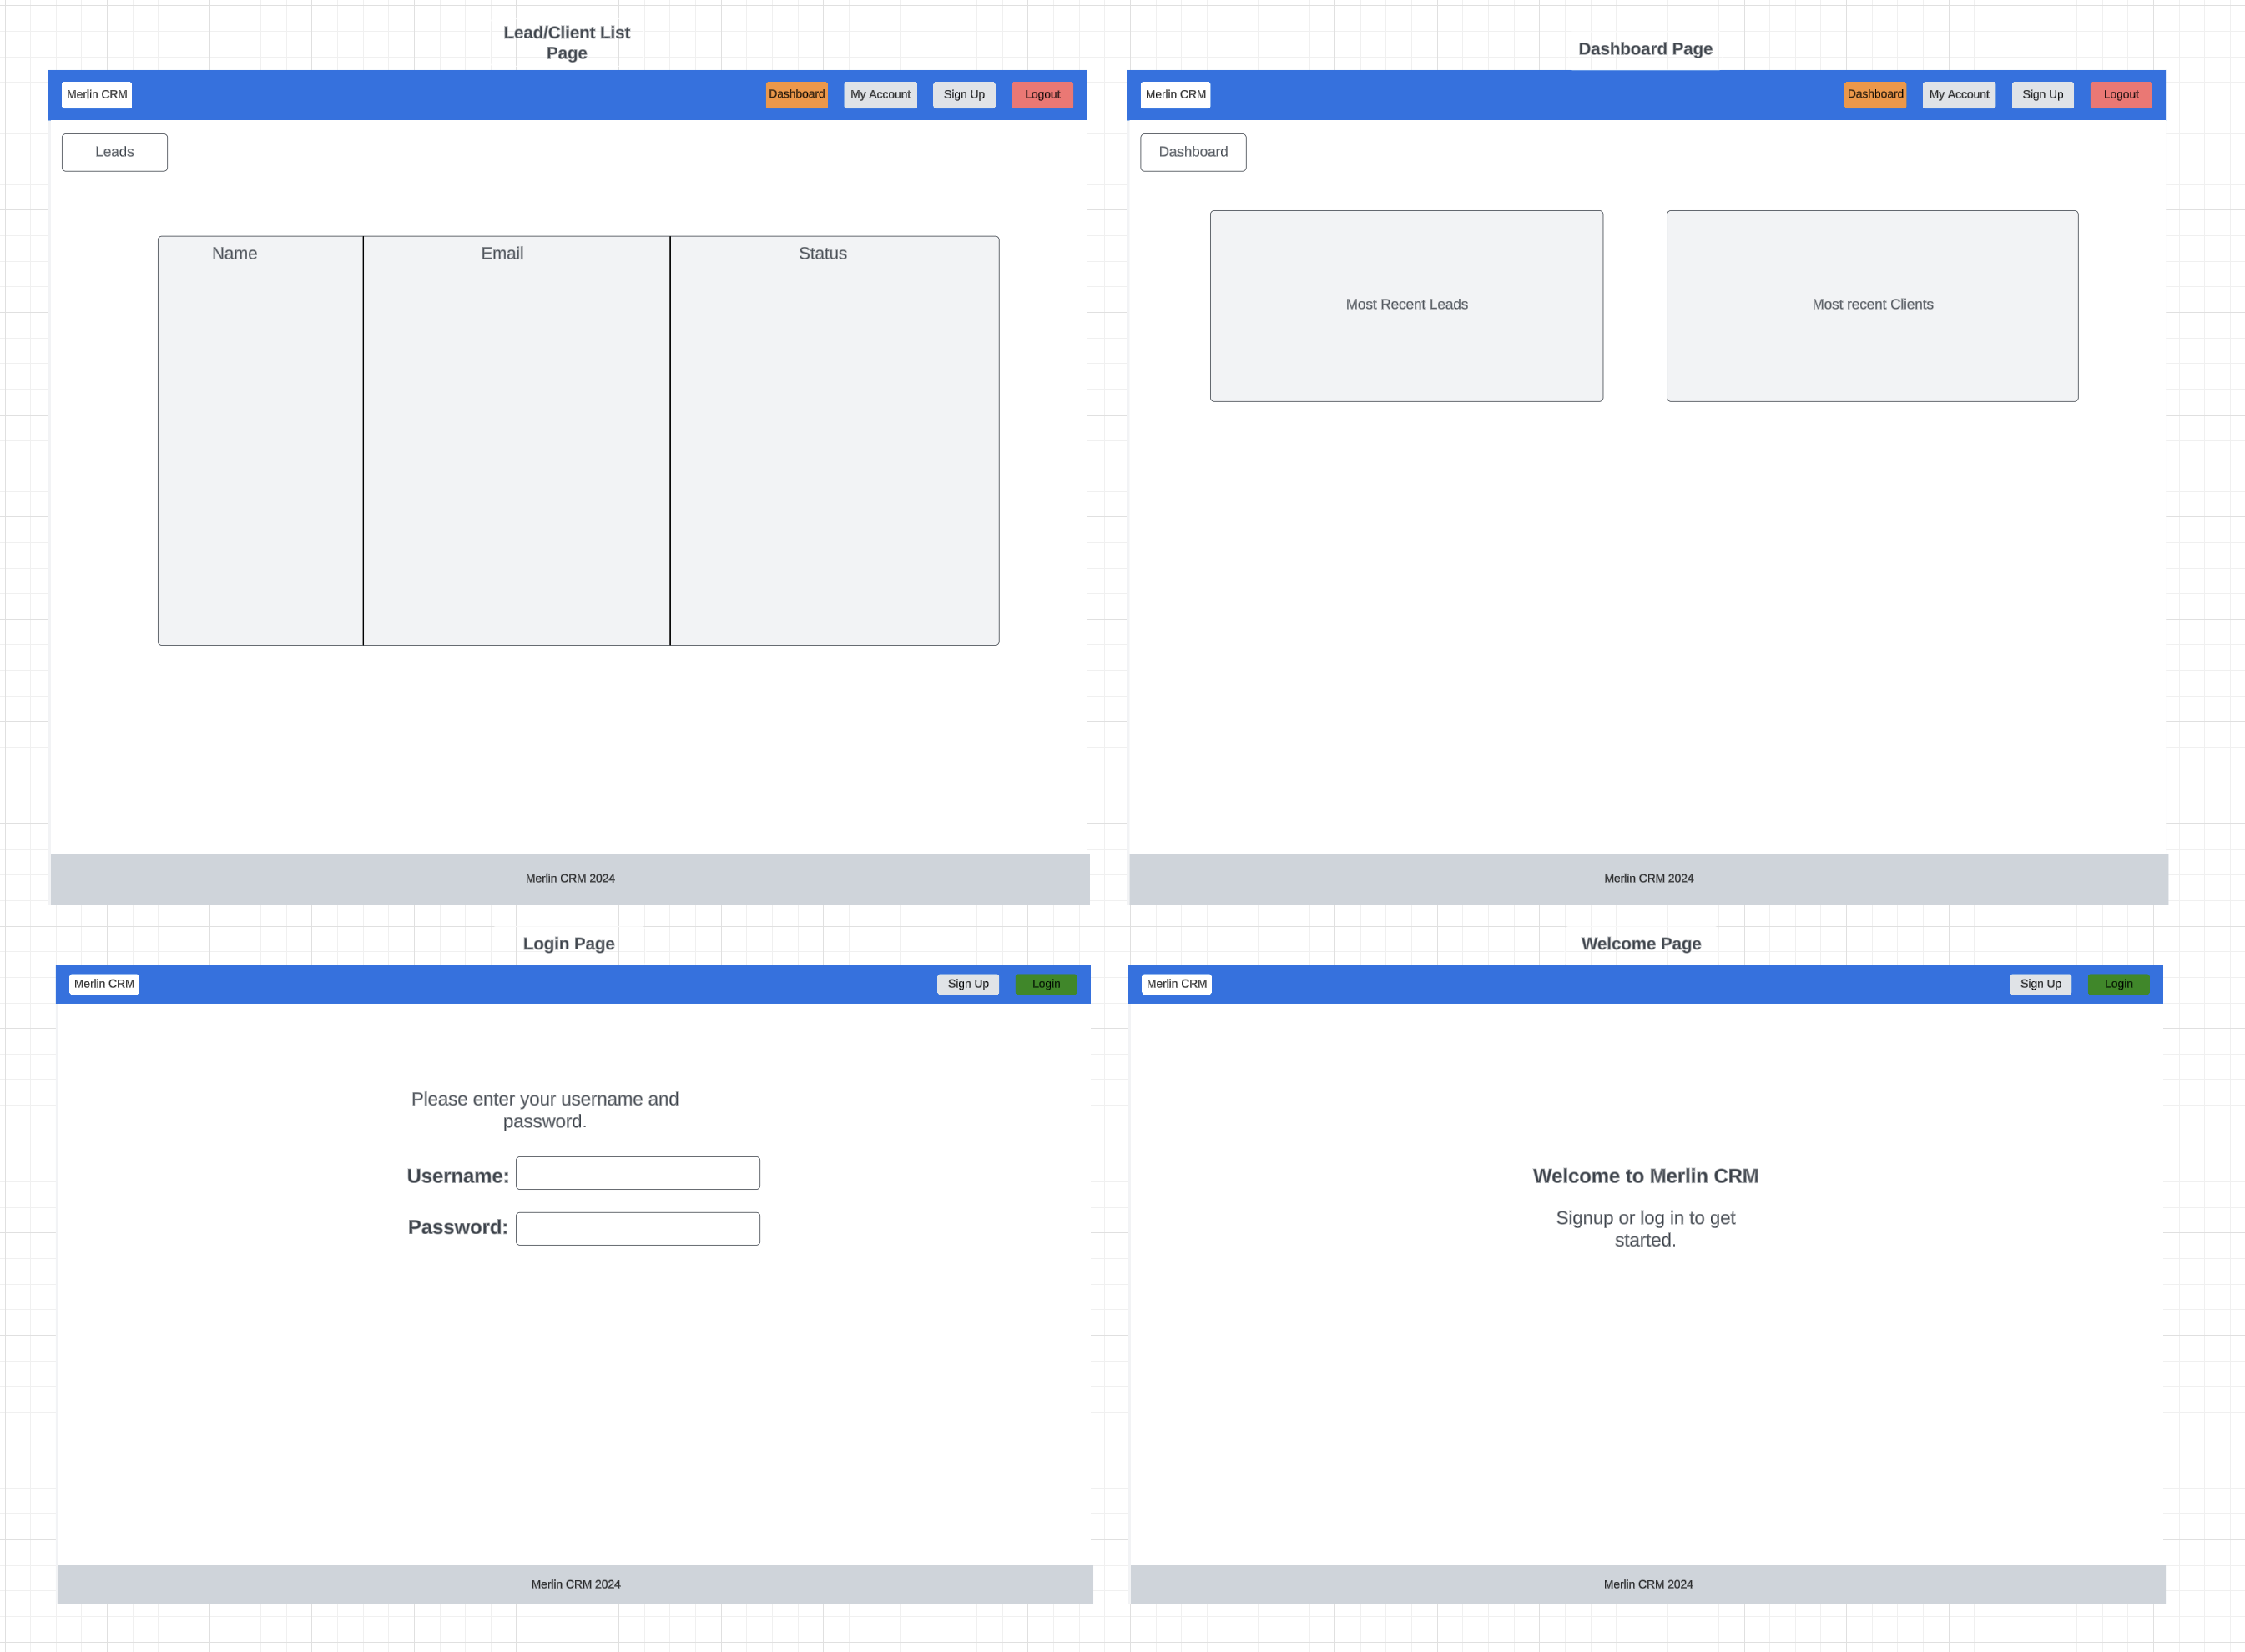 Lead/Client List
Page
Merlin CRM
Dashboard
My Account
Sign Up
Logout
Leads
Name
Email
Status
Merlin CRM 2024
Dashboard Page
Merlin CRM
Dashboard
My Account
Sign Up
Logout
Dashboard
Most Recent Leads
Most recent Clients
Merlin CRM 2024
Login Page
Merlin CRM
Sign Up
Login
Please enter your username and
password.
Username:
Password:
Merlin CRM 2024
Welcome Page
Merlin CRM
Sign Up
Login
Welcome to Merlin CRM
Signup or log in to get
started.
Merlin CRM 2024